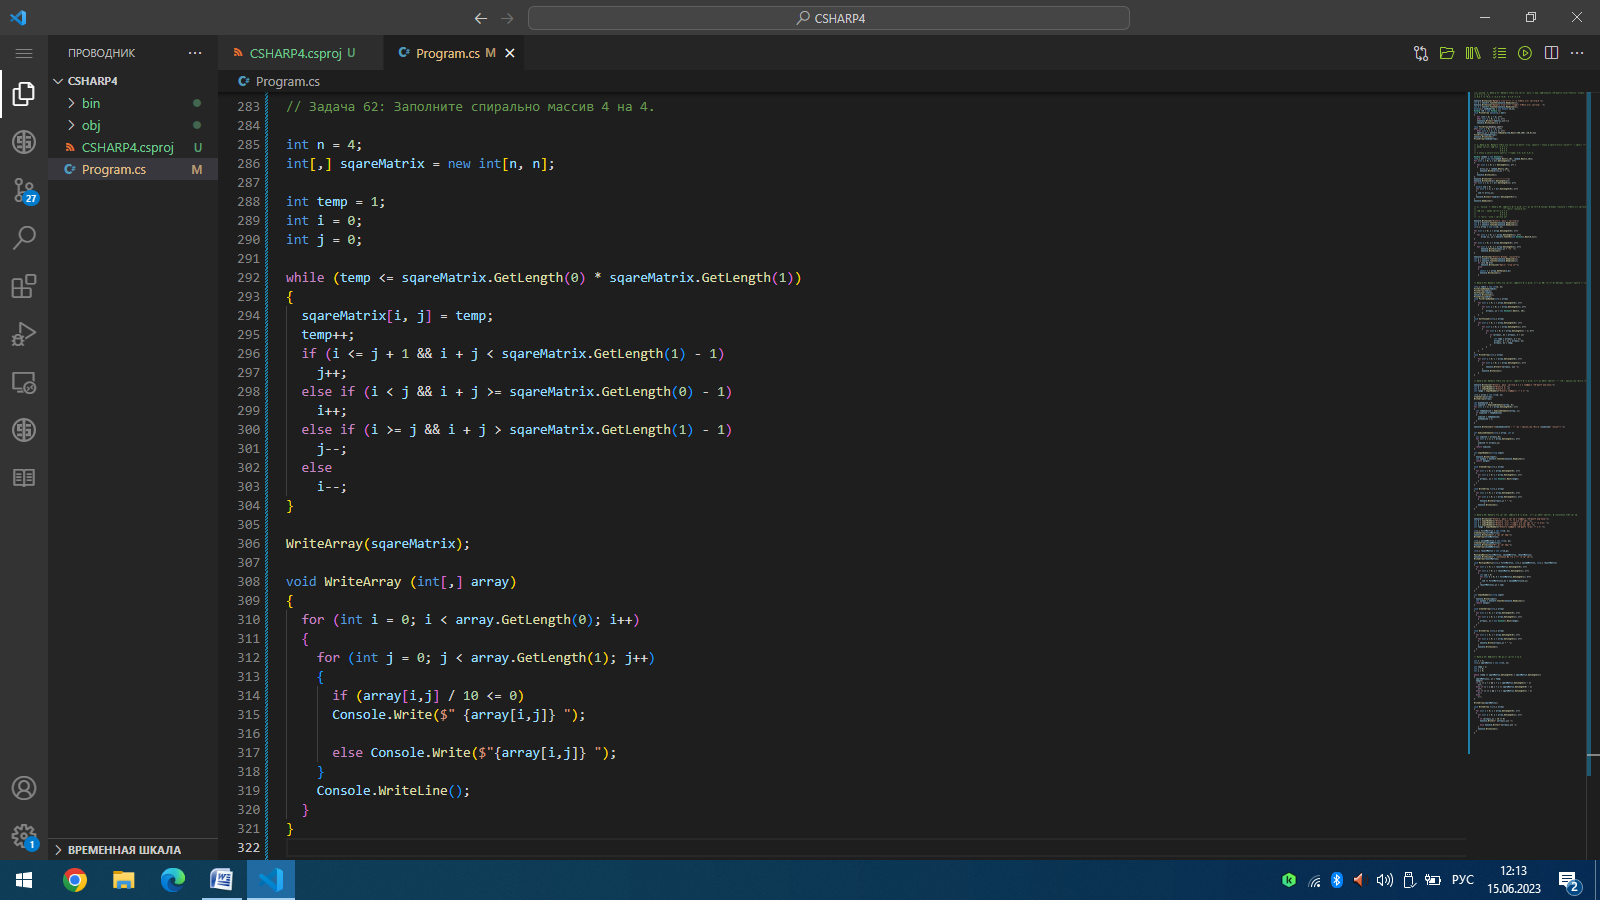 CSHARP4
ПРОВОДНИК
CSHARP4
bin
obj
CSHARP4.csproj U
Program.cs M
ВРЕМЕННАЯ ШКАЛА
27
1
CSHARP4.csproj U
Program.cs M
Program.cs
283 // Задача 62: Заполните спирально массив 4 на 4.
284
285 int n = 4;
286 int[,] sqareMatrix = new int[n, n];
287
288 int temp = 1;
289 int i = 0;
290 int j = 0;
291
292 while (temp <= sqareMatrix.GetLength(0) * sqareMatrix.GetLength(1))
293 {
294 sqareMatrix[i, j] = temp;
295 temp++;
296 if (i <= j + 1 && i + j < sqareMatrix.GetLength(1) - 1)
297 j++;
298 else if (i < j && i + j >= sqareMatrix.GetLength(0) - 1)
299 i++;
300 else if (i >= j && i + j > sqareMatrix.GetLength(1) - 1)
301 j--;
302 else
303 i--;
304 }
305
306 WriteArray(sqareMatrix);
307
308 void WriteArray (int[,] array)
309 {
310 for (int i = 0; i < array.GetLength(0); i++)
311 {
312 for (int j = 0; j < array.GetLength(1); j++)
313 {
314 if (array[i,j] / 10 <= 0)
315 Console.Write($" {array[i,j]} ");
316
317 else Console.Write($"{array[i,j]} ");
318 }
319 Console.WriteLine();
320 }
321 }
322
РУС
12:13
15.06.2023
2